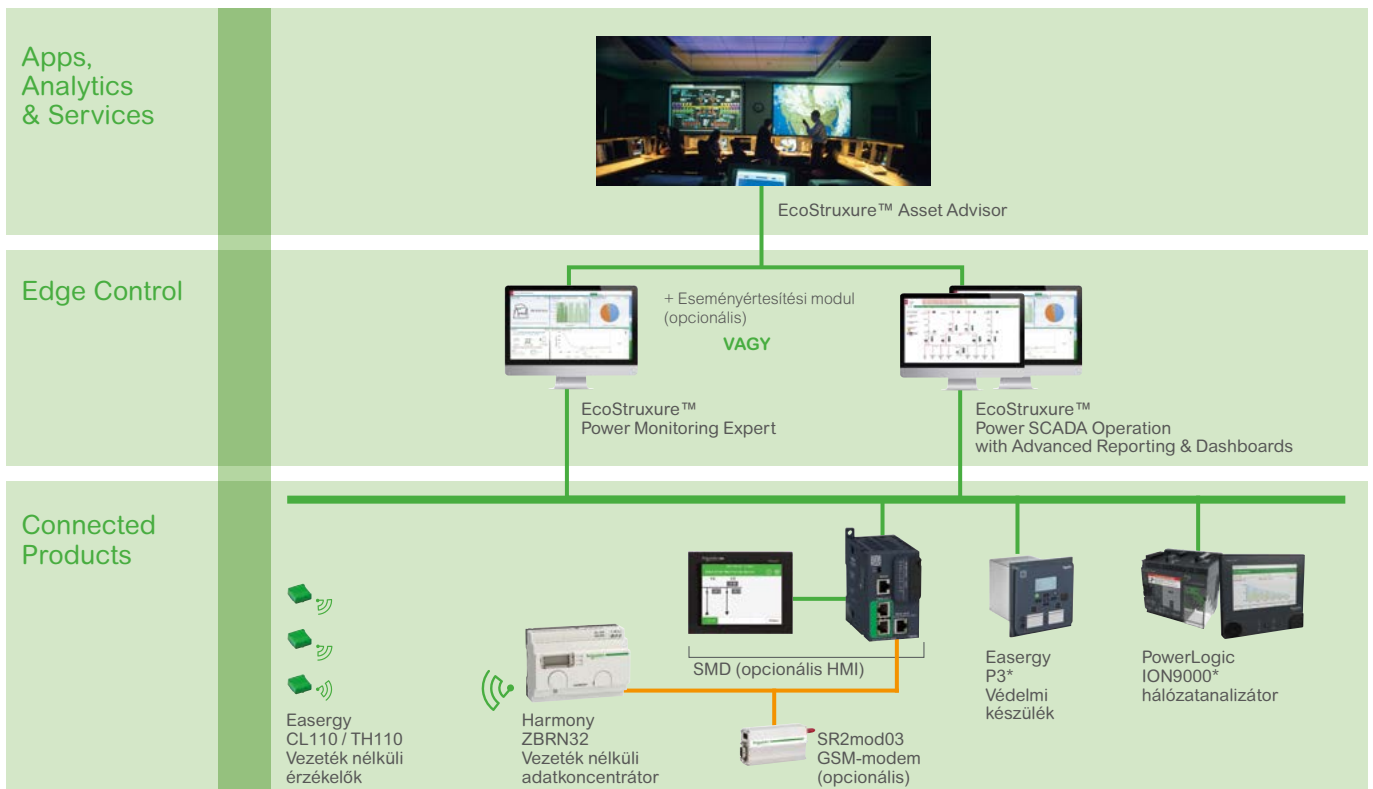 Apps,
Analytics
& Services
EcoStruxure™ Asset Advisor
Edge Control
+ Eseményértesítési modul
(opcionális)
VAGY
EcoStruxure™
Power Monitoring Expert
EcoStruxure™
Power SCADA Operation
with Advanced Reporting & Dashboards
Connected
Products
Easergy
CL110 / TH110
Vezeték nélküli
érzékelők
Harmony
ZBRN32
Vezeték nélküli
adatkoncentrátor
SMD (opcionális HMI)
SR2mod03
GSM-modem
(opcionális)
Easergy
P3*
Védelmi
készülék
PowerLogic
ION9000*
hálózatanalizátor